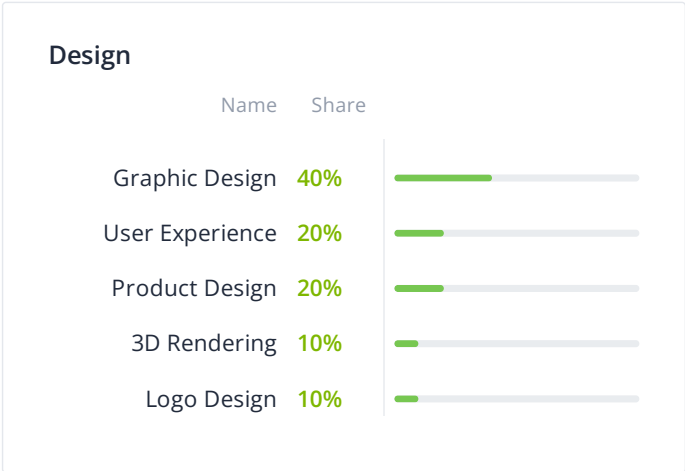 Design
Name Share
Graphic Design 40%
User Experience 20%
Product Design 20%
3D Rendering 10%
Logo Design 10%